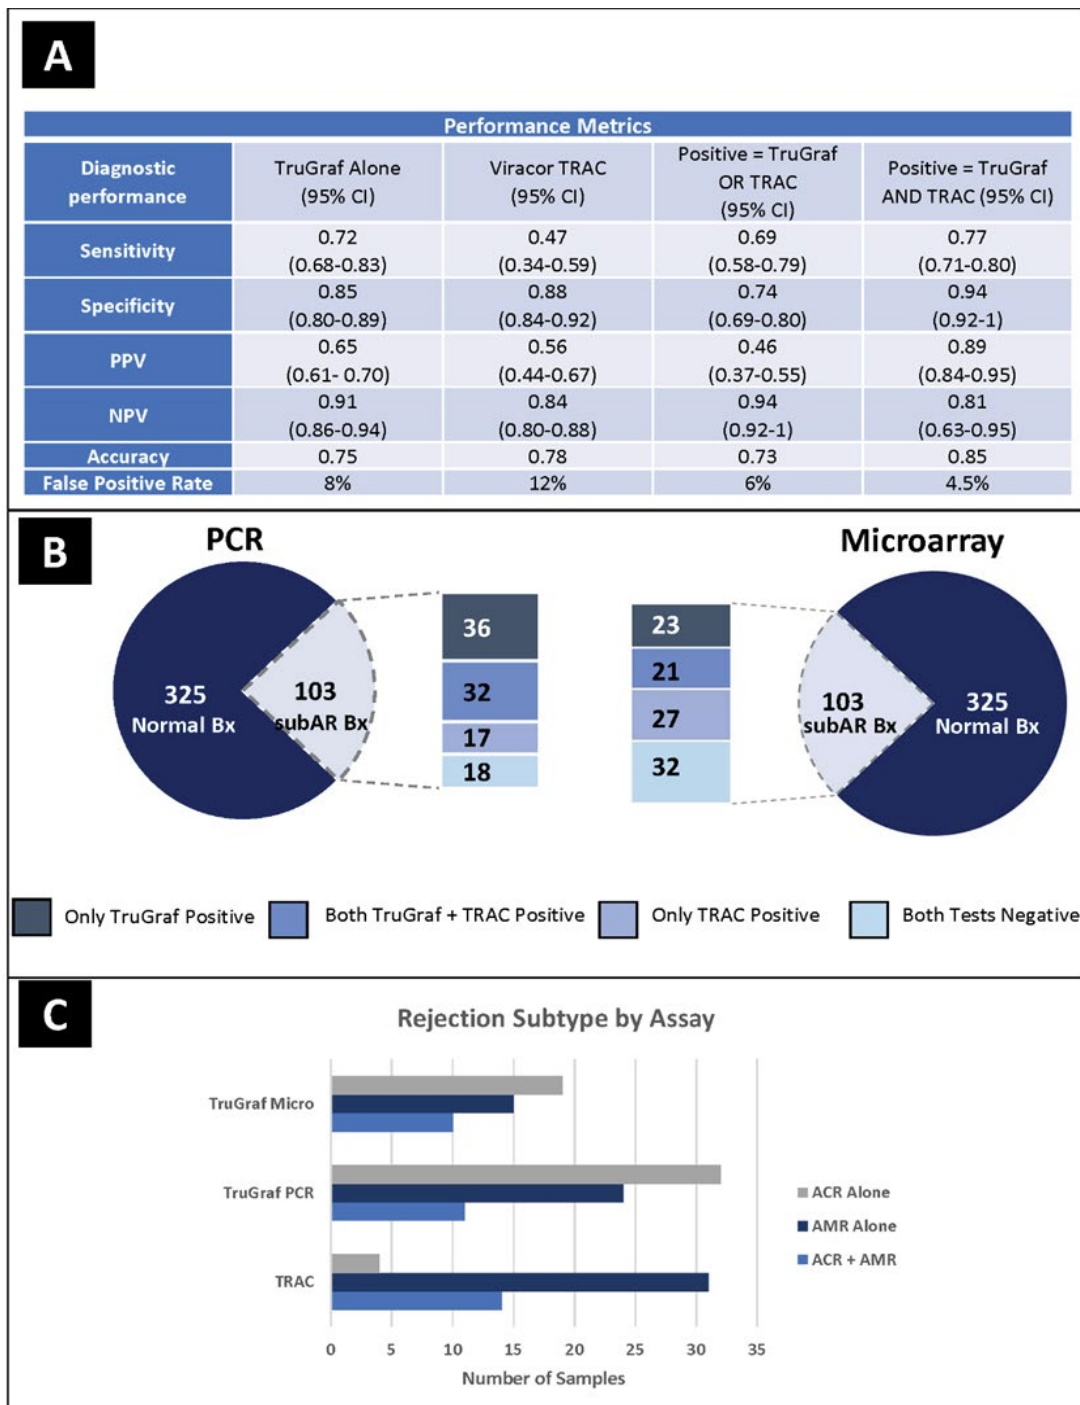 A
Performance Metrics
Diagnostic performance
TruGraf Alone (95% CI)
Viracor TRAC (95% CI)
Positive = TruGraf OR TRAC (95% CI)
Positive = TruGraf AND TRAC (95% CI)
Sensitivity
0.72 (0.68-0.83)
0.47 (0.34-0.59)
0.69 (0.58-0.79)
0.77 (0.71-0.80)
Specificity
0.85 (0.80-0.89)
0.88 (0.84-0.92)
0.74 (0.69-0.80)
0.94 (0.92-1)
PPV
0.65 (0.61- 0.70)
0.56 (0.44-0.67)
0.46 (0.37-0.55)
0.89 (0.84-0.95)
NPV
0.91 (0.86-0.94)
0.84 (0.80-0.88)
0.94 (0.92-1)
0.81 (0.63-0.95)
Accuracy
0.75
0.78
0.73
0.85
False Positive Rate
8%
12%
6%
4.5%
B
PCR
325
Normal Bx
103
subAR Bx
36
32
17
18
Microarray
23
21
27
32
103
subAR Bx
325
Normal Bx
Only TruGraf Positive
Both TruGraf + TRAC Positive
Only TRAC Positive
Both Tests Negative
C
Rejection Subtype by Assay
TruGraf Micro
TruGraf PCR
TRAC
0 5 10 15 20 25 30 35
Number of Samples
ACR Alone
AMR Alone
ACR + AMR